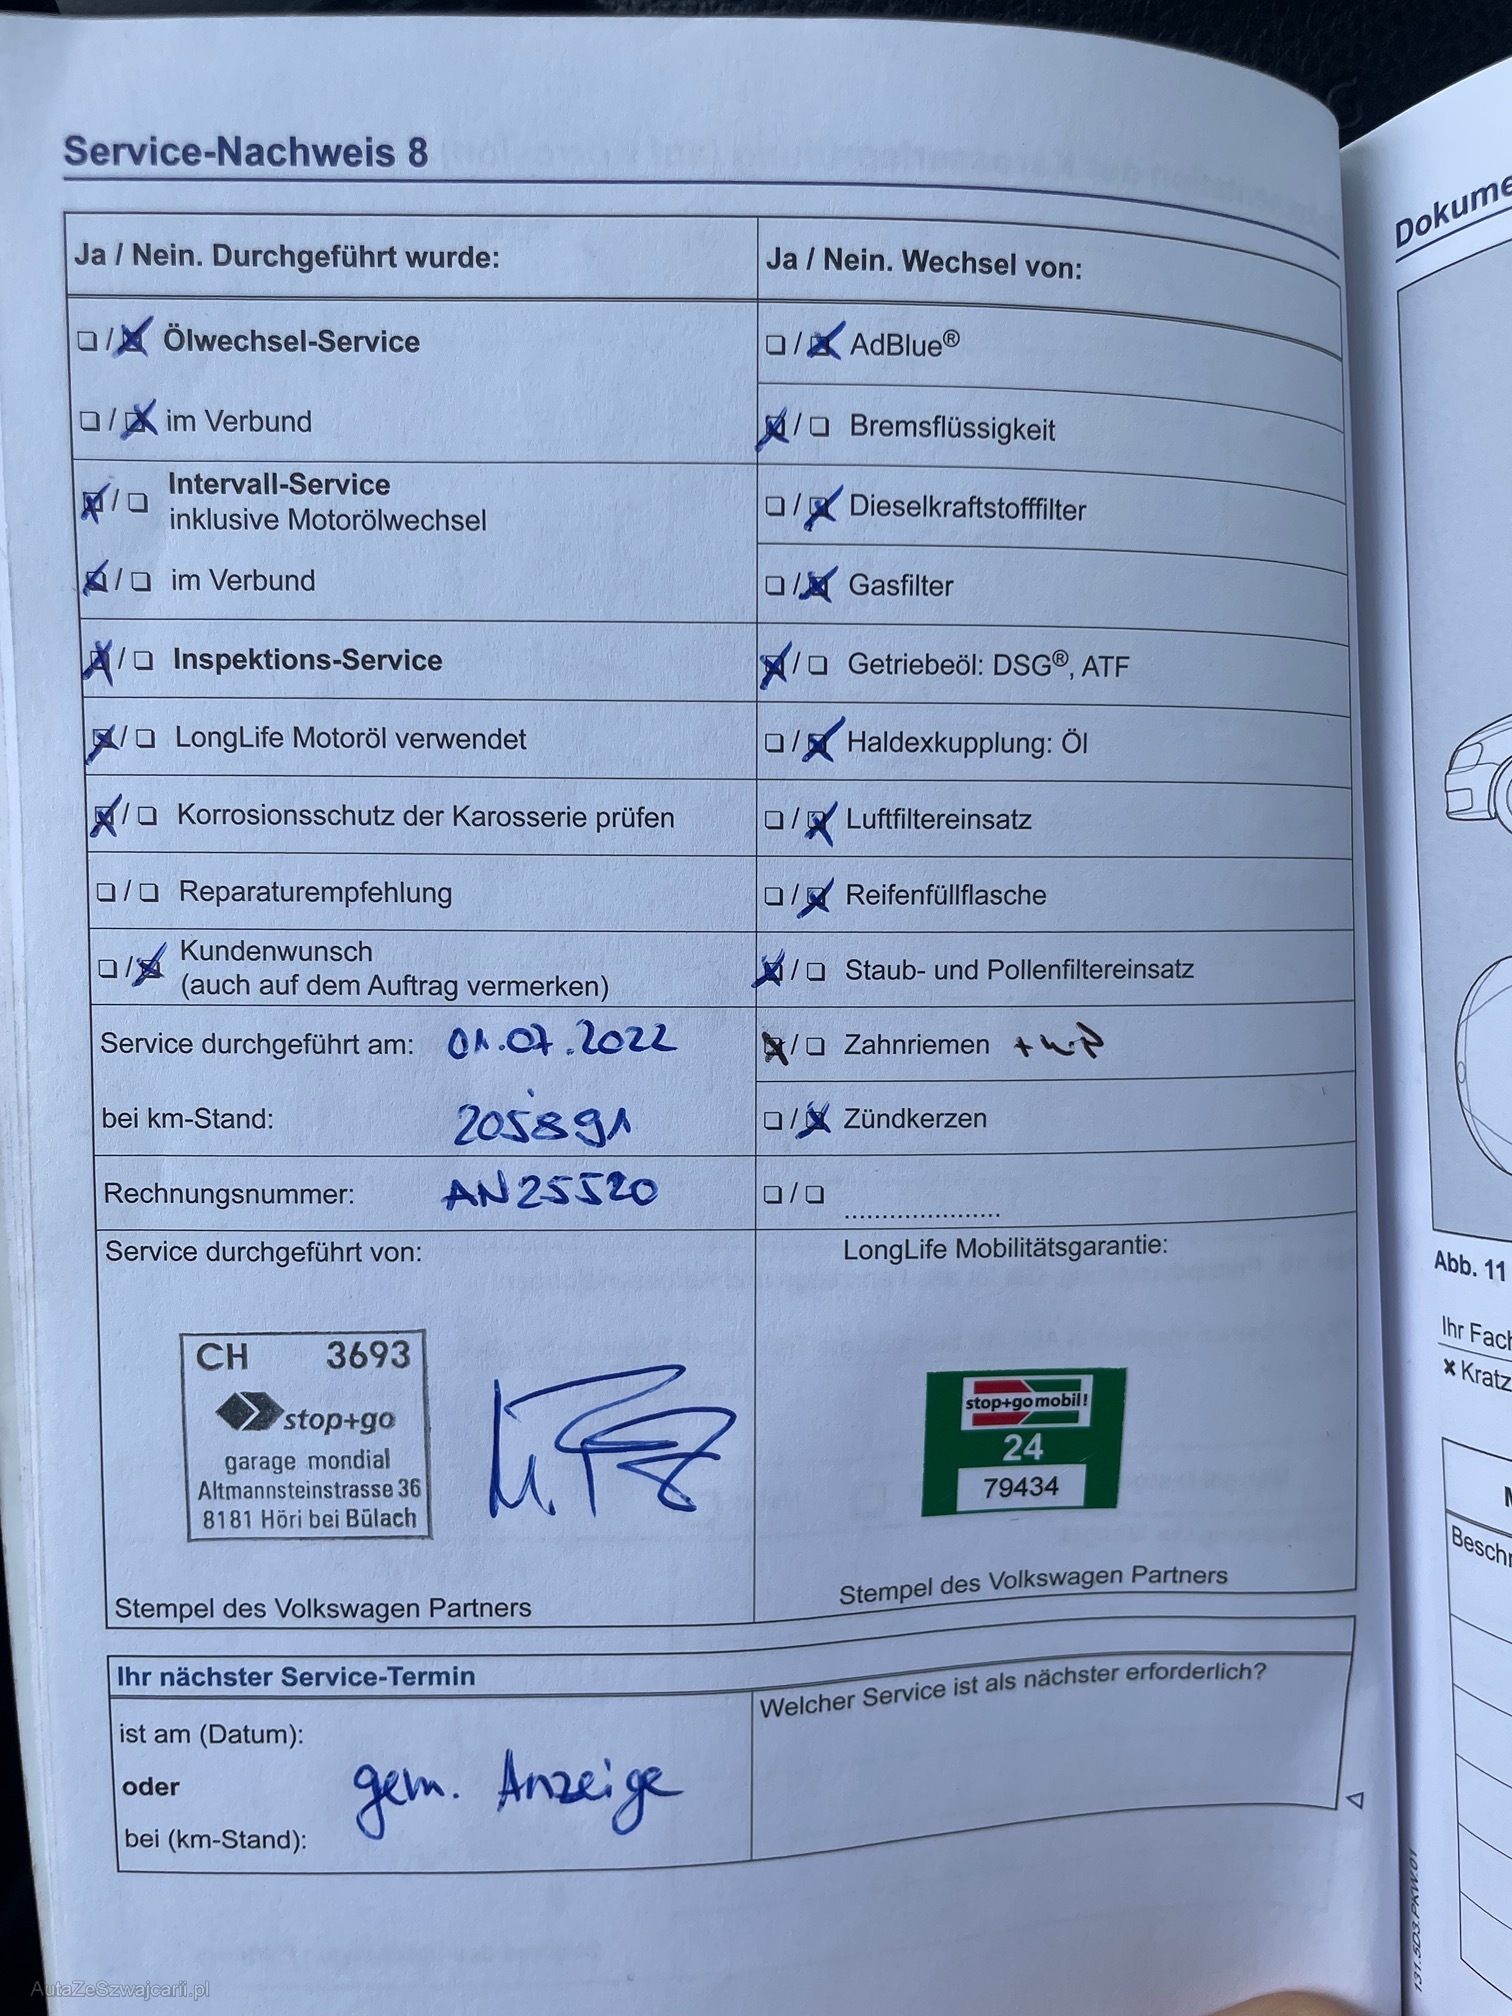 Service-Nachweis 8
Ja / Nein. Durchgeführt wurde:
Ölwechsel-Service
im Verbund
Intervall-Service
inklusive Motorölwechsel
im Verbund
Inspektions-Service
LongLife Motoröl verwendet
Korrosionsschutz der Karosserie prüfen
Reparaturempfehlung
Kundenwunsch
(auch auf dem Auftrag vermerken)
Service durchgeführt am: 01.07.2022
bei km-Stand: 205891
Rechnungsnummer: AN25520
Service durchgeführt von:
CH 3693
stop+go
garage mondial
Altmannsteinstrasse 36
8181 Höri bei Bülach
Stempel des Volkswagen Partners
Ja / Nein. Wechsel von:
AdBlue®
Bremsflüssigkeit
Dieselkraftstofffilter
Gasfilter
Getriebeöl: DSG®, ATF
Haldexkupplung: Öl
Luftfiltereinsatz
Reifenfüllflasche
Staub- und Pollenfiltereinsatz
Zahnriemen
Zündkerzen
LongLife Mobilitätsgarantie:
stop+go mobil!
24
79434
Stempel des Volkswagen Partners
Ihr nächster Service-Termin
ist am (Datum):
oder
bei (km-Stand):
gem. Anzeige
Welcher Service ist als nächster erforderlich?
Dokume
Abb. 11
Ihr Fach
× Kratz
Besch
131.5D3.PKW.01
AutaZeSzwajcarii.pl